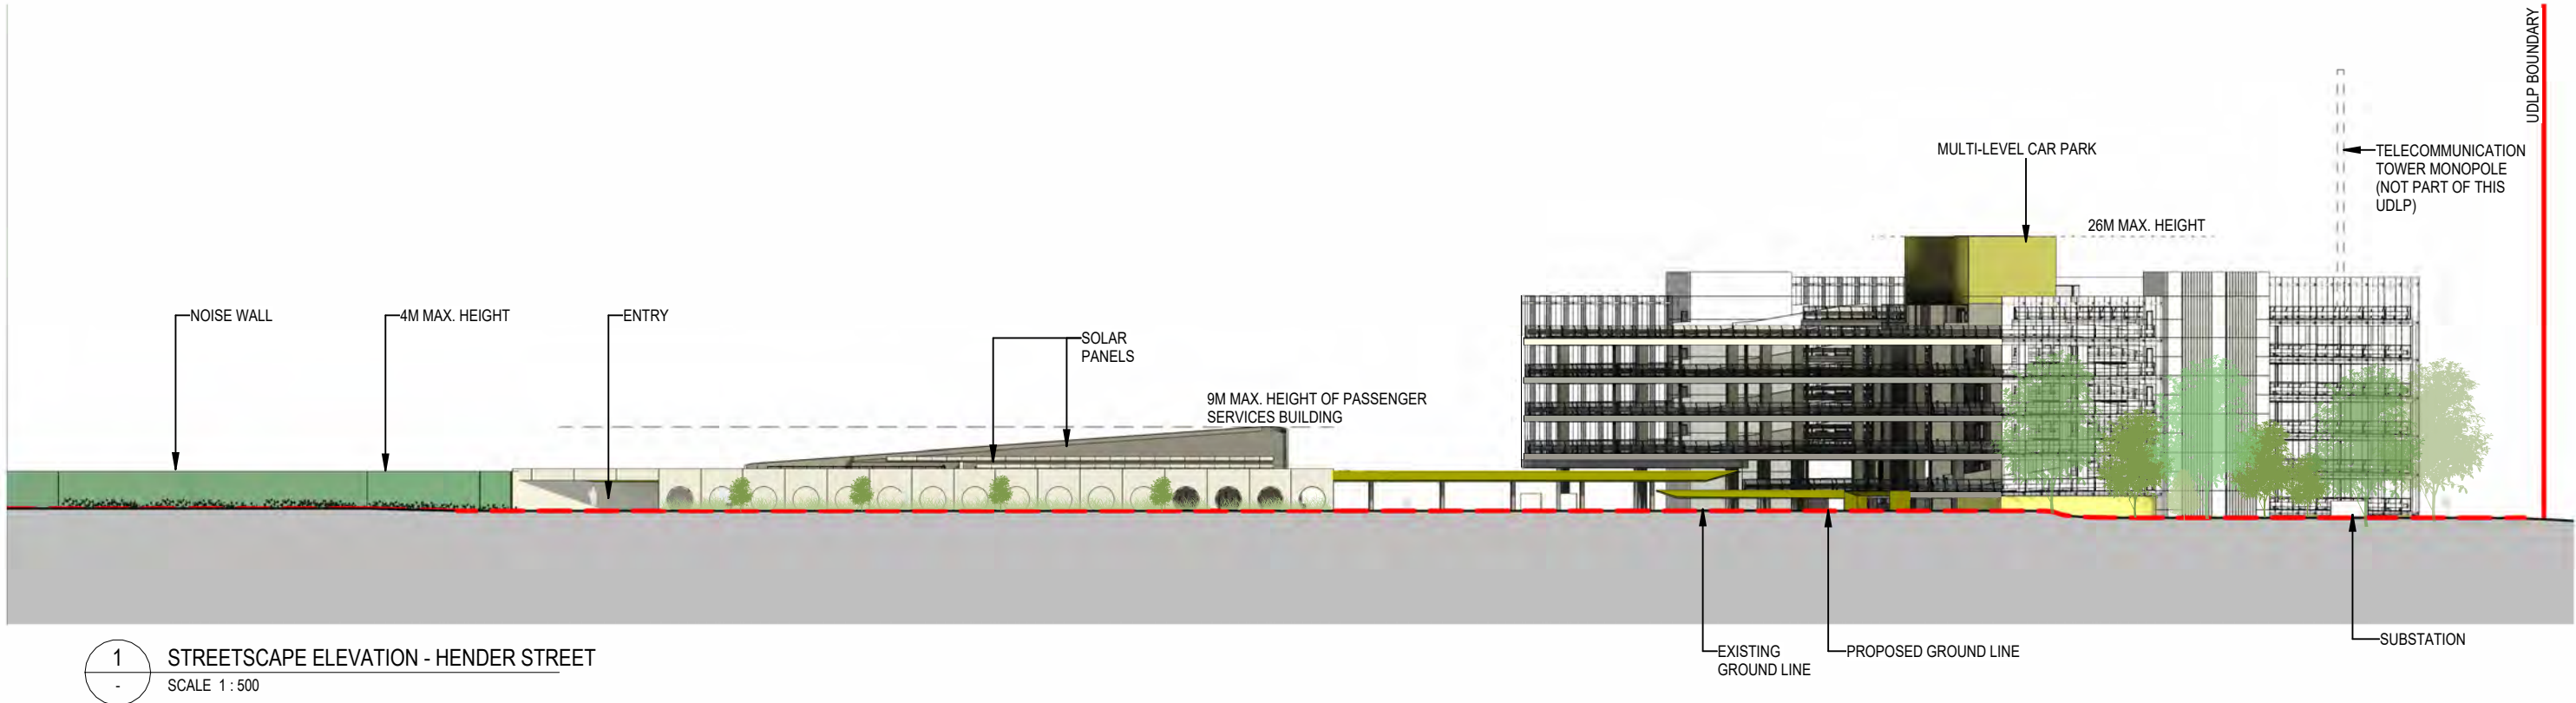 UDLP BOUNDARY
MULTI-LEVEL CAR PARK
TELECOMMUNICATION
TOWER MONOPOLE
(NOT PART OF THIS
UDLP)
26M MAX. HEIGHT
NOISE WALL
4M MAX. HEIGHT
ENTRY
SOLAR
PANELS
9M MAX. HEIGHT OF PASSENGER
SERVICES BUILDING
EXISTING
GROUND LINE
PROPOSED GROUND LINE
SUBSTATION
1
-
STREETSCAPE ELEVATION - HENDER STREET
SCALE 1 : 500